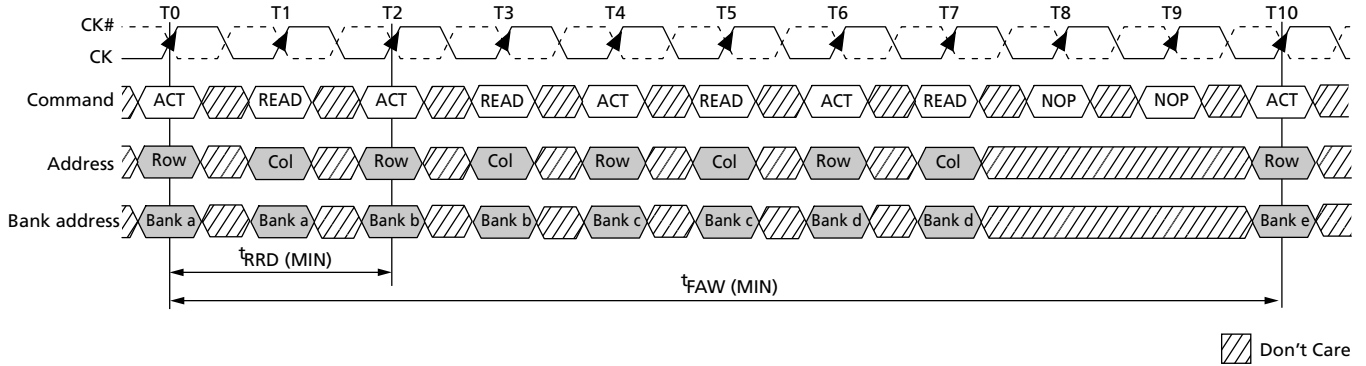 T0 T1 T2 T3 T4 T5 T6 T7 T8 T9 T10
CK#
CK
Command ACT READ ACT READ ACT READ ACT READ NOP NOP ACT
Address Row Col Row Col Row Col Row Col Row
Bank address Bank a Bank a Bank b Bank b Bank c Bank c Bank d Bank d Bank e
tRRD (MIN)
tFAW (MIN)
Don't Care